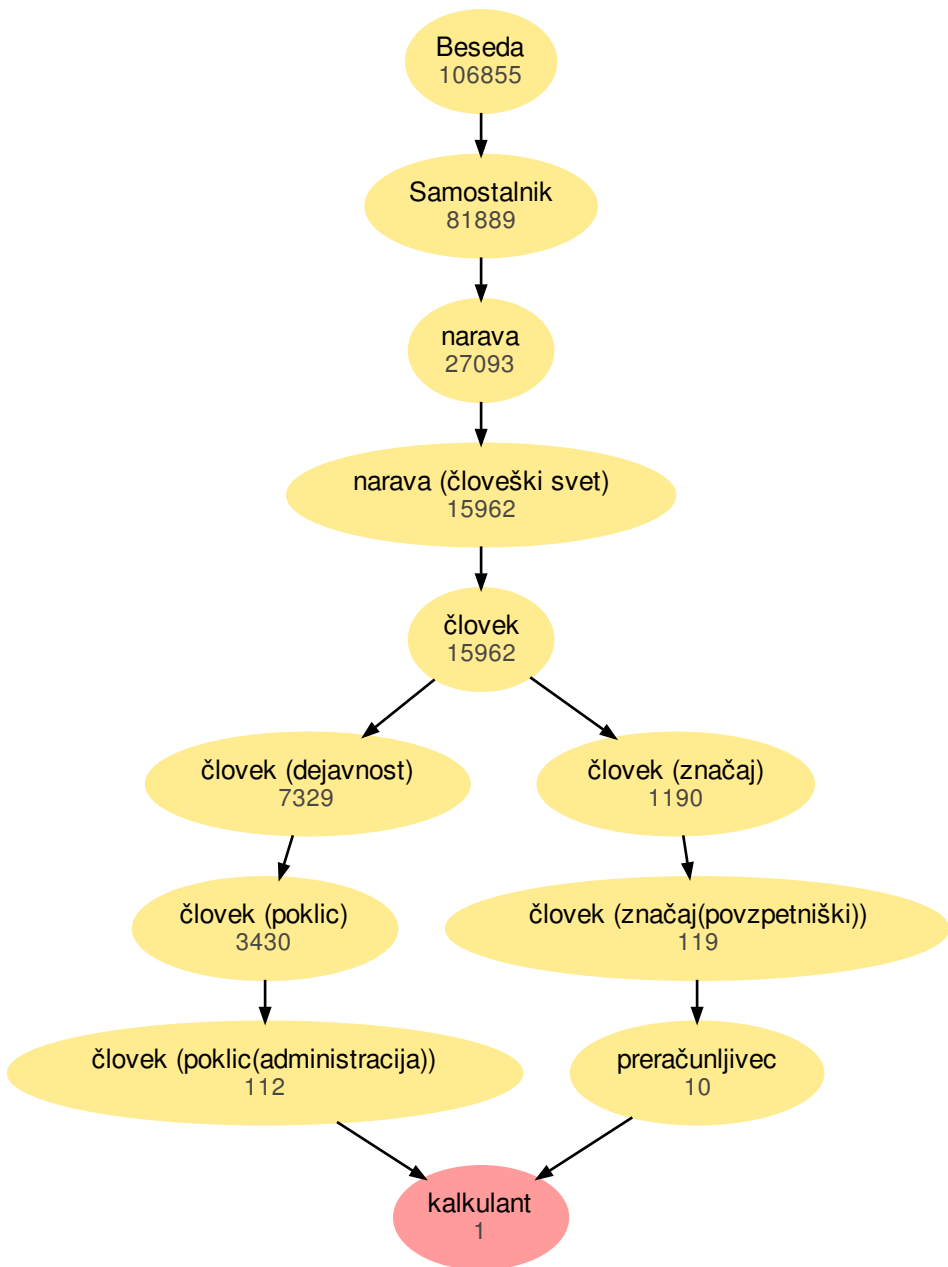 Beseda
106855
Samostalnik
81889
narava
27093
narava (človeški svet)
15962
človek
15962
človek (dejavnost)
7329
človek (značaj)
1190
človek (poklic)
3430
človek (značaj(povzpetniški))
119
človek (poklic(administracija))
112
preračunljivec
10
kalkulant
1